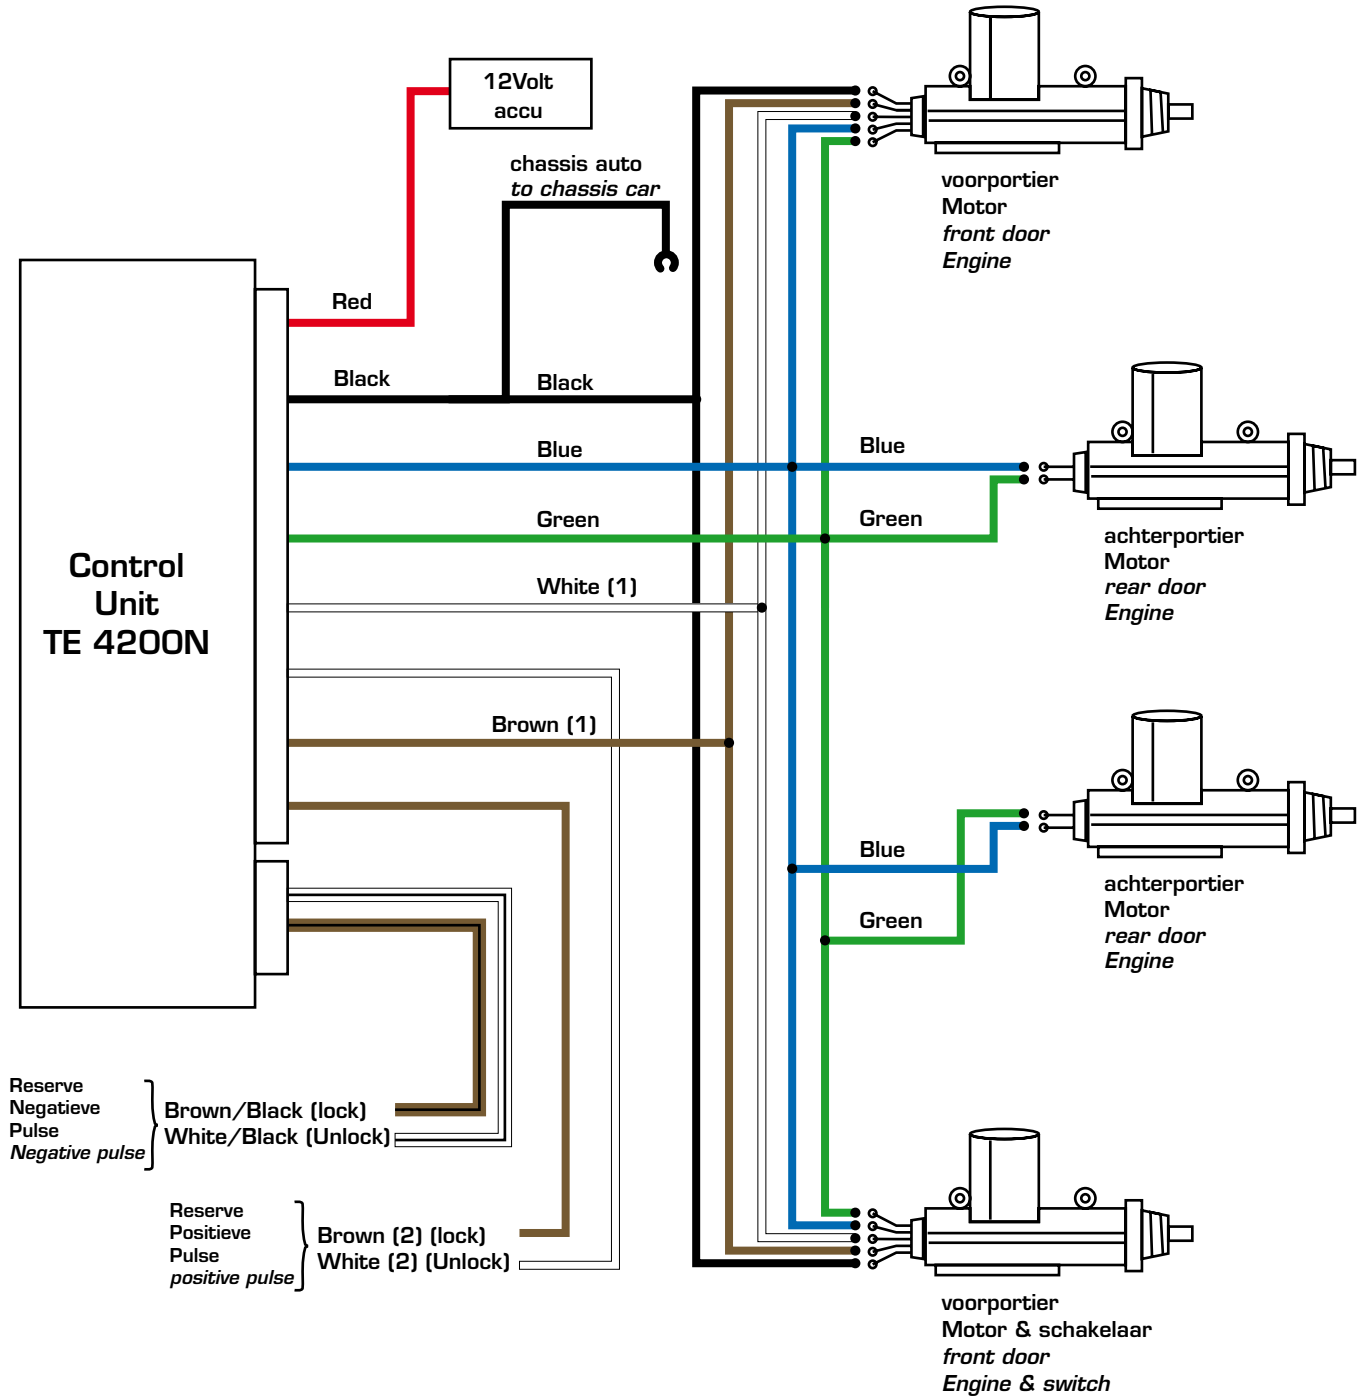 12Volt
accu
chassis auto
to chassis car
voorportier
Motor
front door
Engine
Red
Black
Black
Blue
Blue
Green
Green
achterportier
Motor
rear door
Engine
Control
Unit
TE 4200N
White (1)
Brown (1)
Blue
Green
achterportier
Motor
rear door
Engine
Reserve
Negatieve
Pulse
Negative pulse
Brown/Black (lock)
White/Black (Unlock)
Reserve
Positieve
Pulse
positive pulse
Brown (2) (lock)
White (2) (Unlock)
voorportier
Motor & schakelaar
front door
Engine & switch